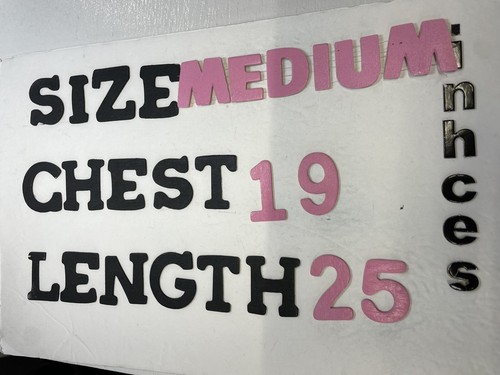 SIZE MEDIUM
CHEST 19
LENGTH 25
inhces